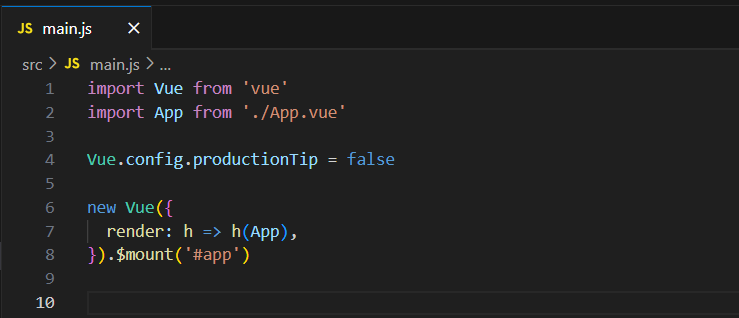 JS main.js ×
src > JS main.js > ...
1 import Vue from 'vue'
2 import App from './App.vue'
3
4 Vue.config.productionTip = false
5
6 new Vue({
7   render: h => h(App),
8 }).$mount('#app')
9
10